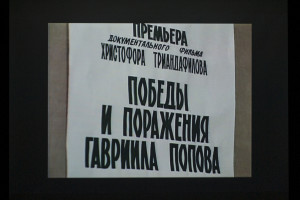 ПРЕМЬЕРА
ДОКУМЕНТАЛЬНОГО ФИЛЬМА
ХРИСТОФОРА ТРИАНДАФИЛОВА
ПОБЕДЫ
И ПОРАЖЕНИЯ
ГАВРИИЛА ПОПОВА